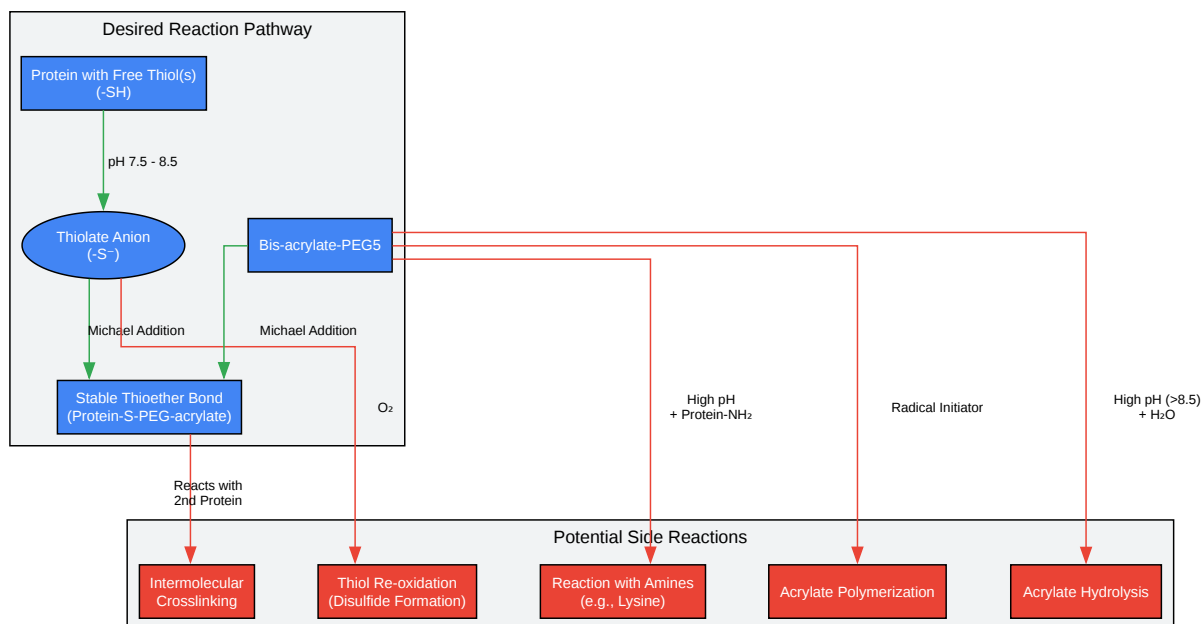 Desired Reaction Pathway
Protein with Free Thiol(s)
(-SH)
pH 7.5 - 8.5
Thiolate Anion
(-S⁻)
Bis-acrylate-PEG5
Michael Addition
Michael Addition
Stable Thioether Bond
(Protein-S-PEG-acrylate)
O₂
High pH
+ Protein-NH₂
Radical Initiator
High pH (>8.5)
+ H₂O
Reacts with
2nd Protein
Potential Side Reactions
Intermolecular
Crosslinking
Thiol Re-oxidation
(Disulfide Formation)
Reaction with Amines
(e.g., Lysine)
Acrylate Polymerization
Acrylate Hydrolysis